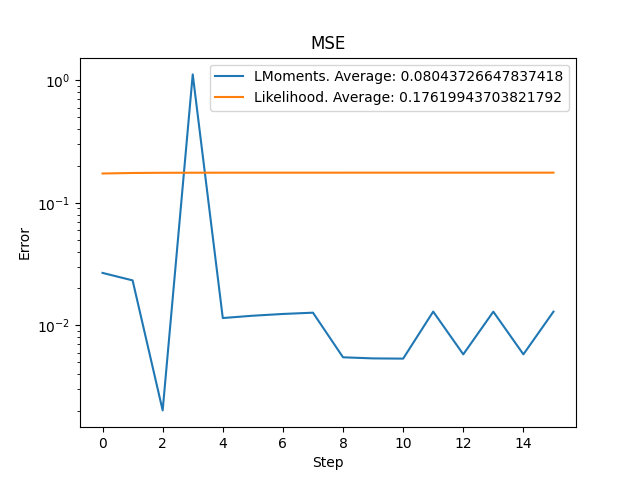 MSE
LMoments. Average: 0.08043726647837418
Likelihood. Average: 0.17619943703821792
10⁰
10⁻¹
10⁻²
Error
0 2 4 6 8 10 12 14
Step